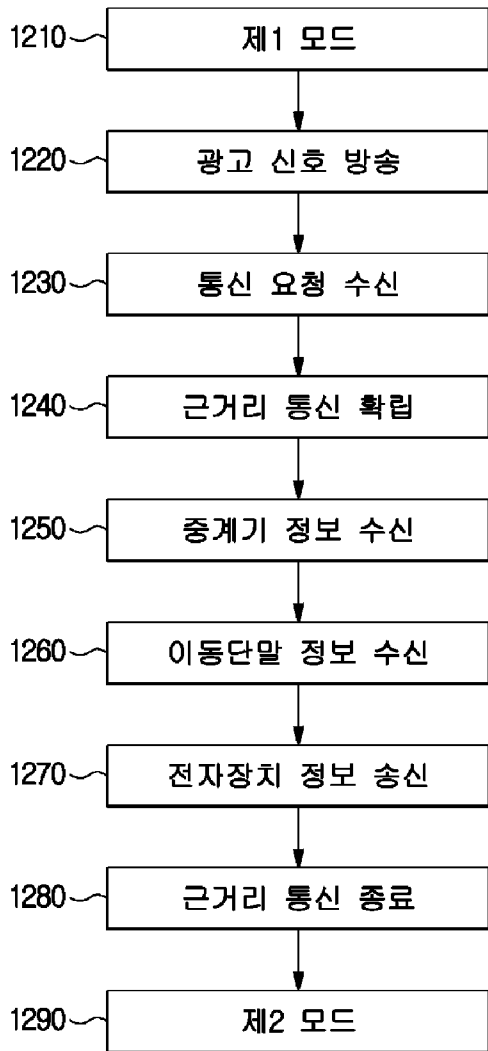 1210 제1 모드
1220 광고 신호 방송
1230 통신 요청 수신
1240 근거리 통신 확립
1250 중계기 정보 수신
1260 이동단말 정보 수신
1270 전자장치 정보 송신
1280 근거리 통신 종료
1290 제2 모드